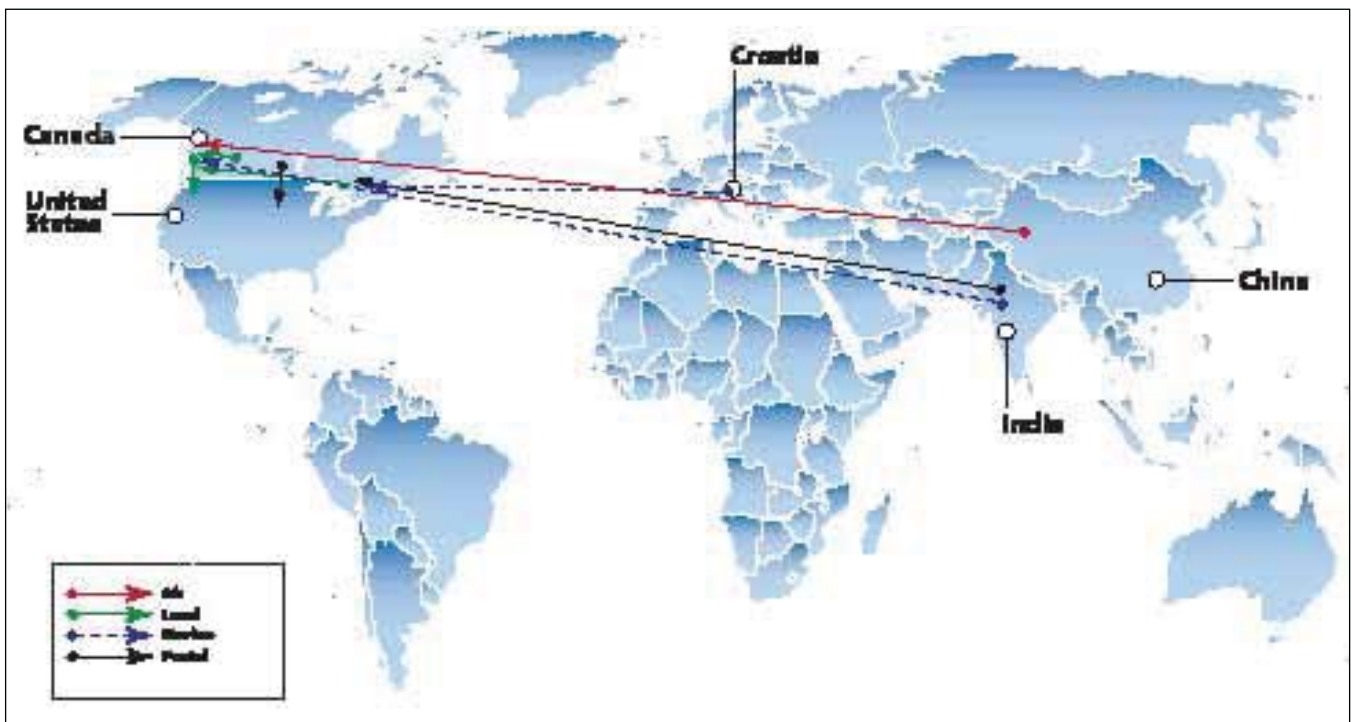 Croatia
Canada
United
States
China
India
Air
Land
Marine
Postal